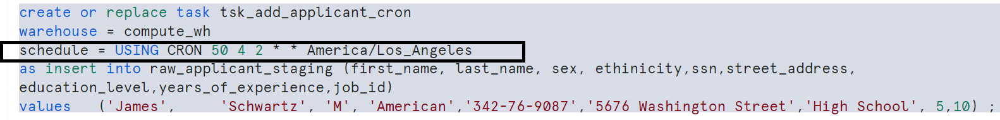 create or replace task tsk_add_applicant_cron
warehouse = compute_wh
schedule = USING CRON 50 4 2 * * America/Los_Angeles
as insert into raw_applicant_staging (first_name, last_name, sex, ethinicity,ssn,street_address,
education_level,years_of_experience,job_id)
values ('James', 'Schwartz', 'M', 'American','342-76-9087','5676 Washington Street','High School', 5,10) ;